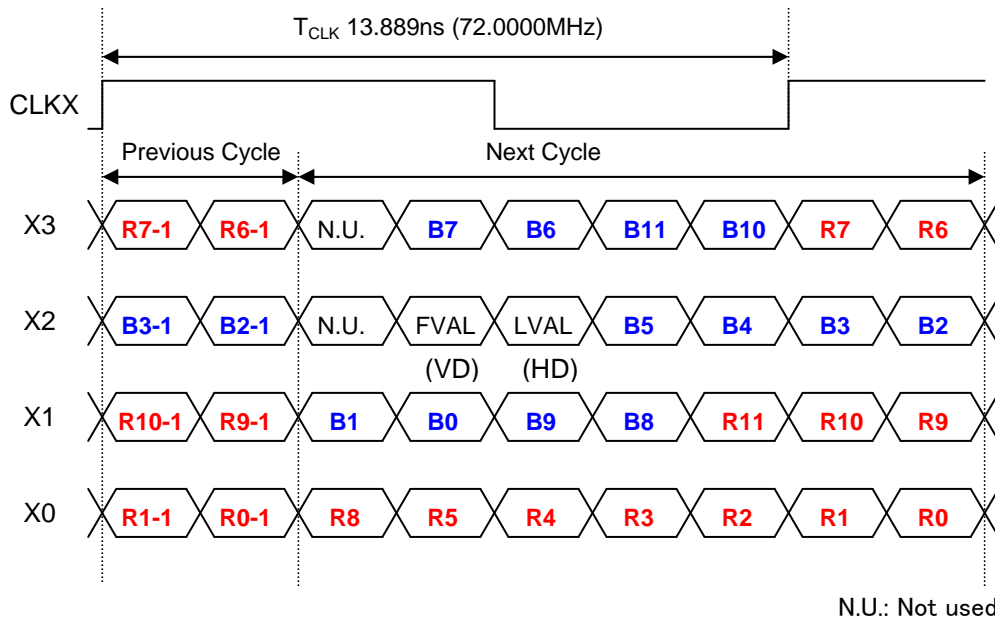 TCLK 13.889ns (72.0000MHz)
CLKX
Previous Cycle Next Cycle
X3 R7-1 R6-1 N.U. B7 B6 B11 B10 R7 R6
X2 B3-1 B2-1 N.U. FVAL LVAL B5 B4 B3 B2
(VD) (HD)
X1 R10-1 R9-1 B1 B0 B9 B8 R11 R10 R9
X0 R1-1 R0-1 R8 R5 R4 R3 R2 R1 R0
N.U.: Not used